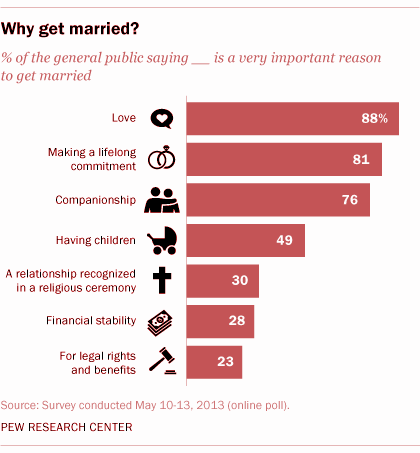 Why get married?
% of the general public saying __ is a very important reason
to get married
Love
88%
Making a lifelong
commitment
81
Companionship
76
Having children
49
A relationship recognized
in a religious ceremony
30
Financial stability
28
For legal rights
and benefits
23
Source: Survey conducted May 10-13, 2013 (online poll).
PEW RESEARCH CENTER